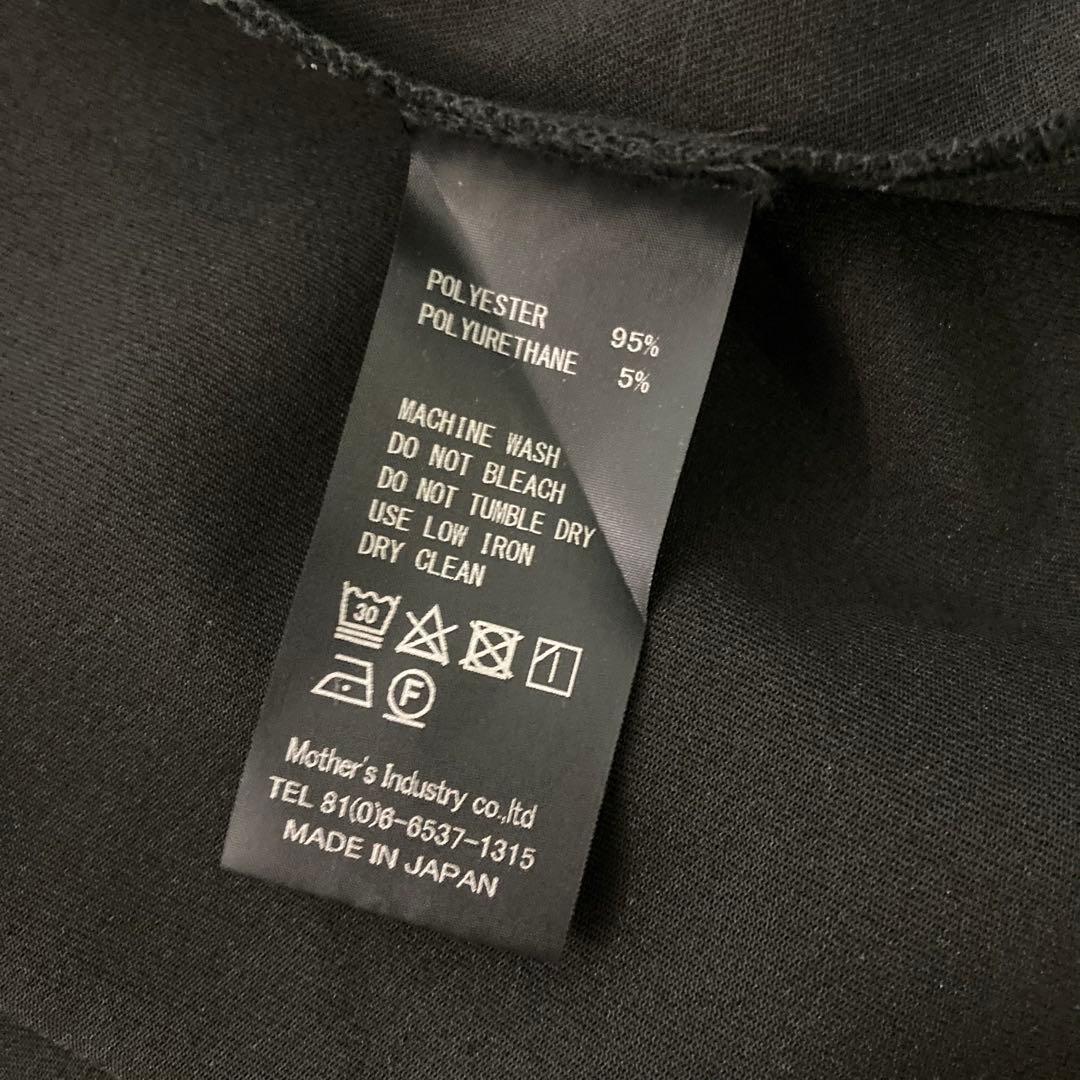 POLYESTER 95%
POLYURETHANE 5%
MACHINE WASH
DO NOT BLEACH
DO NOT TUMBLE DRY
USE LOW IRON
DRY CLEAN
30
F
Mother's Industry co.,ltd
TEL 81(0)6-6537-1315
MADE IN JAPAN